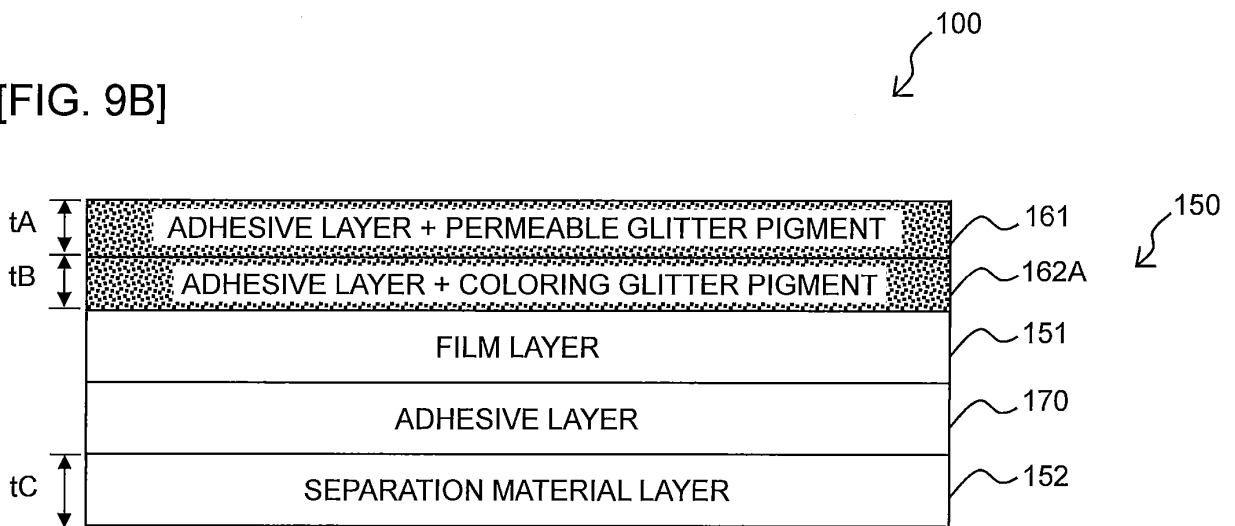 100
[FIG. 9B]
150
tA ADHESIVE LAYER + PERMEABLE GLITTER PIGMENT 161
tB ADHESIVE LAYER + COLORING GLITTER PIGMENT 162A
FILM LAYER 151
ADHESIVE LAYER 170
tC SEPARATION MATERIAL LAYER 152